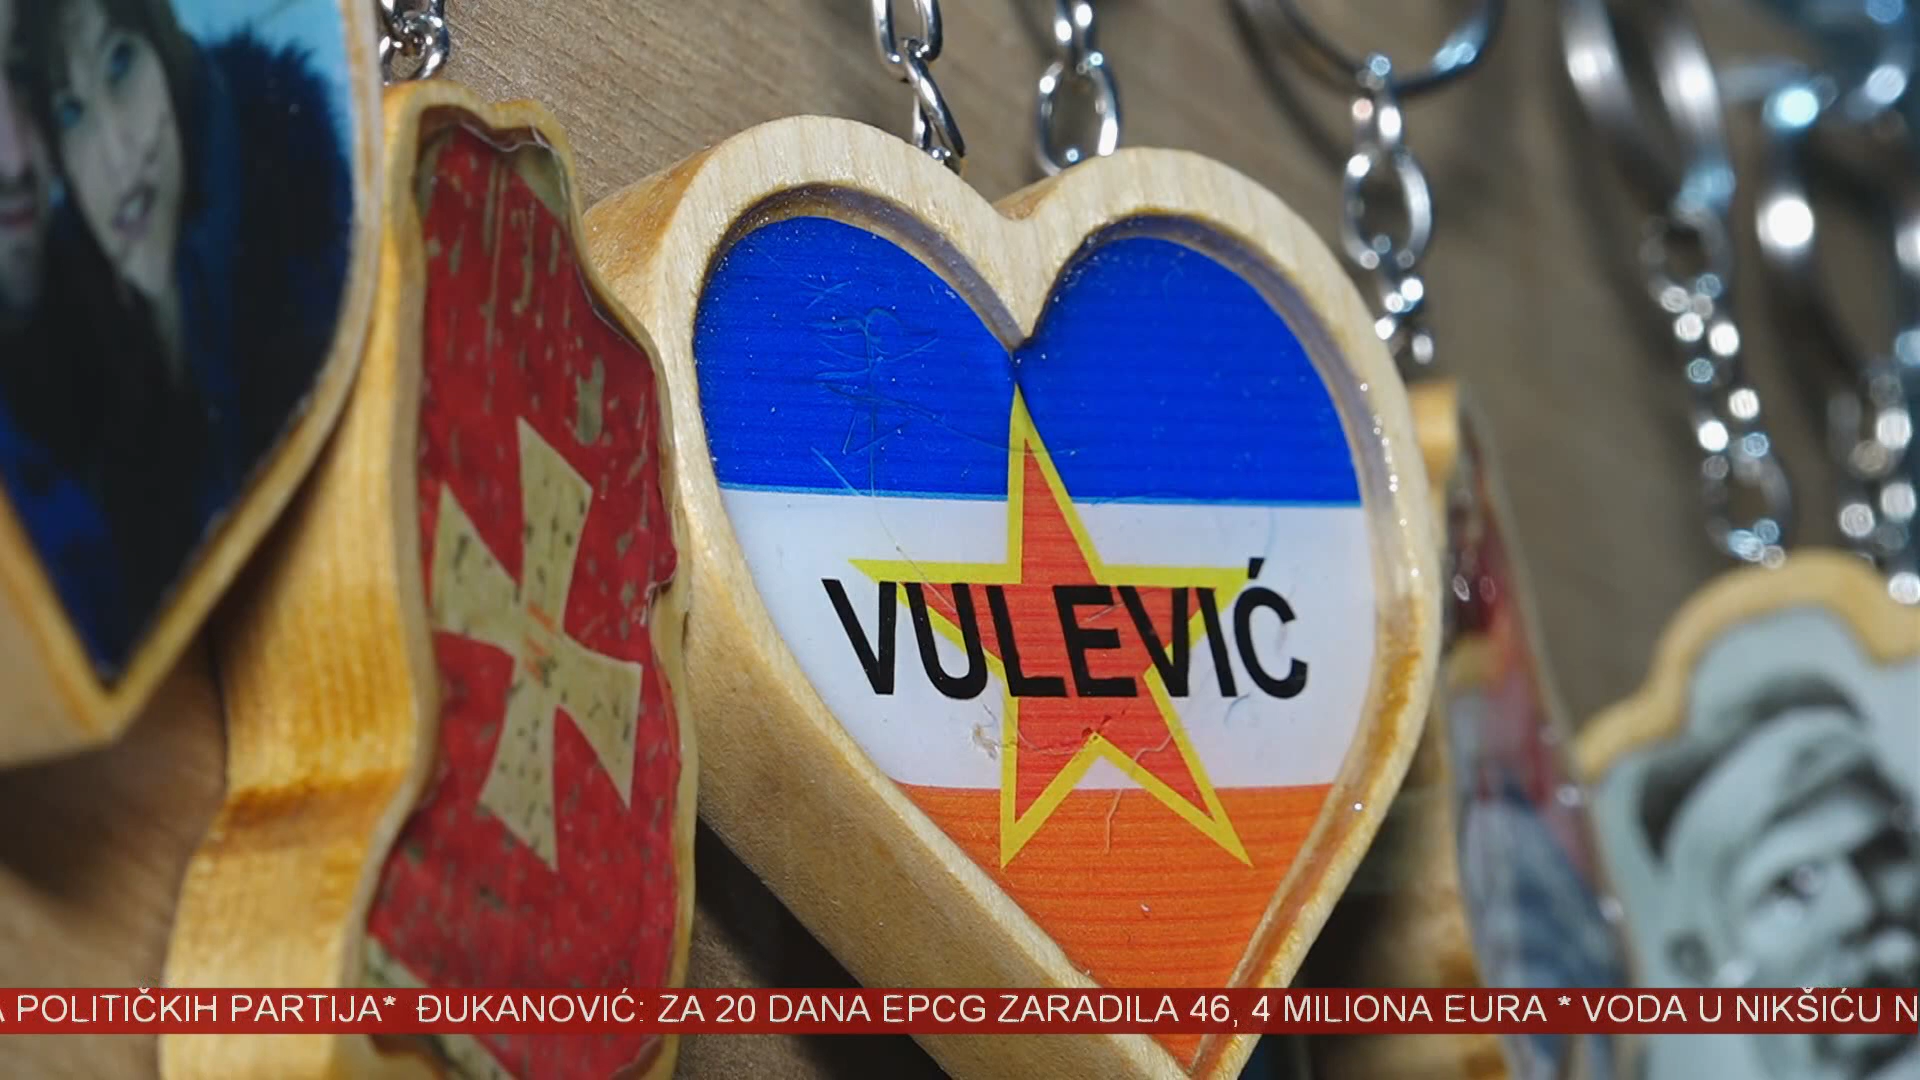 VULEVIĆ
POLITIČKIH PARTIJA* ĐUKANOVIĆ: ZA 20 DANA EPCG ZARADILA 46, 4 MILIONA EURA * VODA U NIKŠIĆU